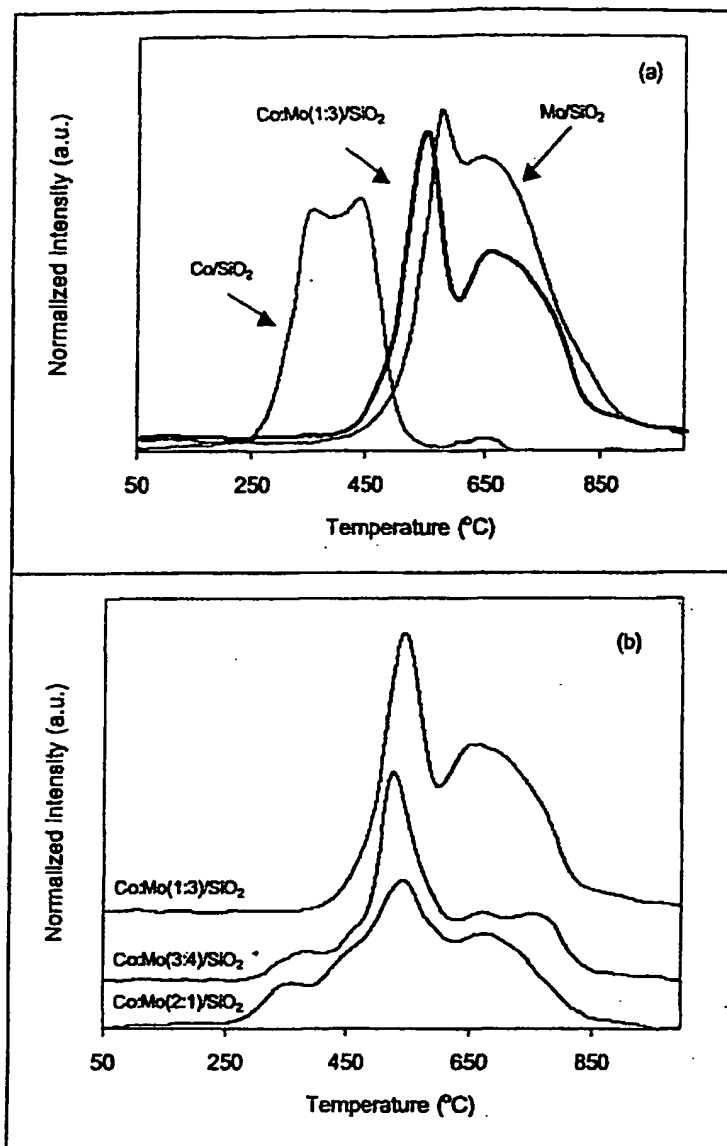 (a)
Co:Mo(1:3)/SiO₂
Mo/SiO₂
Co/SiO₂
Normalized Intensity (a.u.)
50 250 450 650 850
Temperature (°C)
(b)
Normalized Intensity (a.u.)
Co:Mo(1:3)/SiO₂
Co:Mo(3:4)/SiO₂
Co:Mo(2:1)/SiO₂
50 250 450 650 850
Temperature (°C)